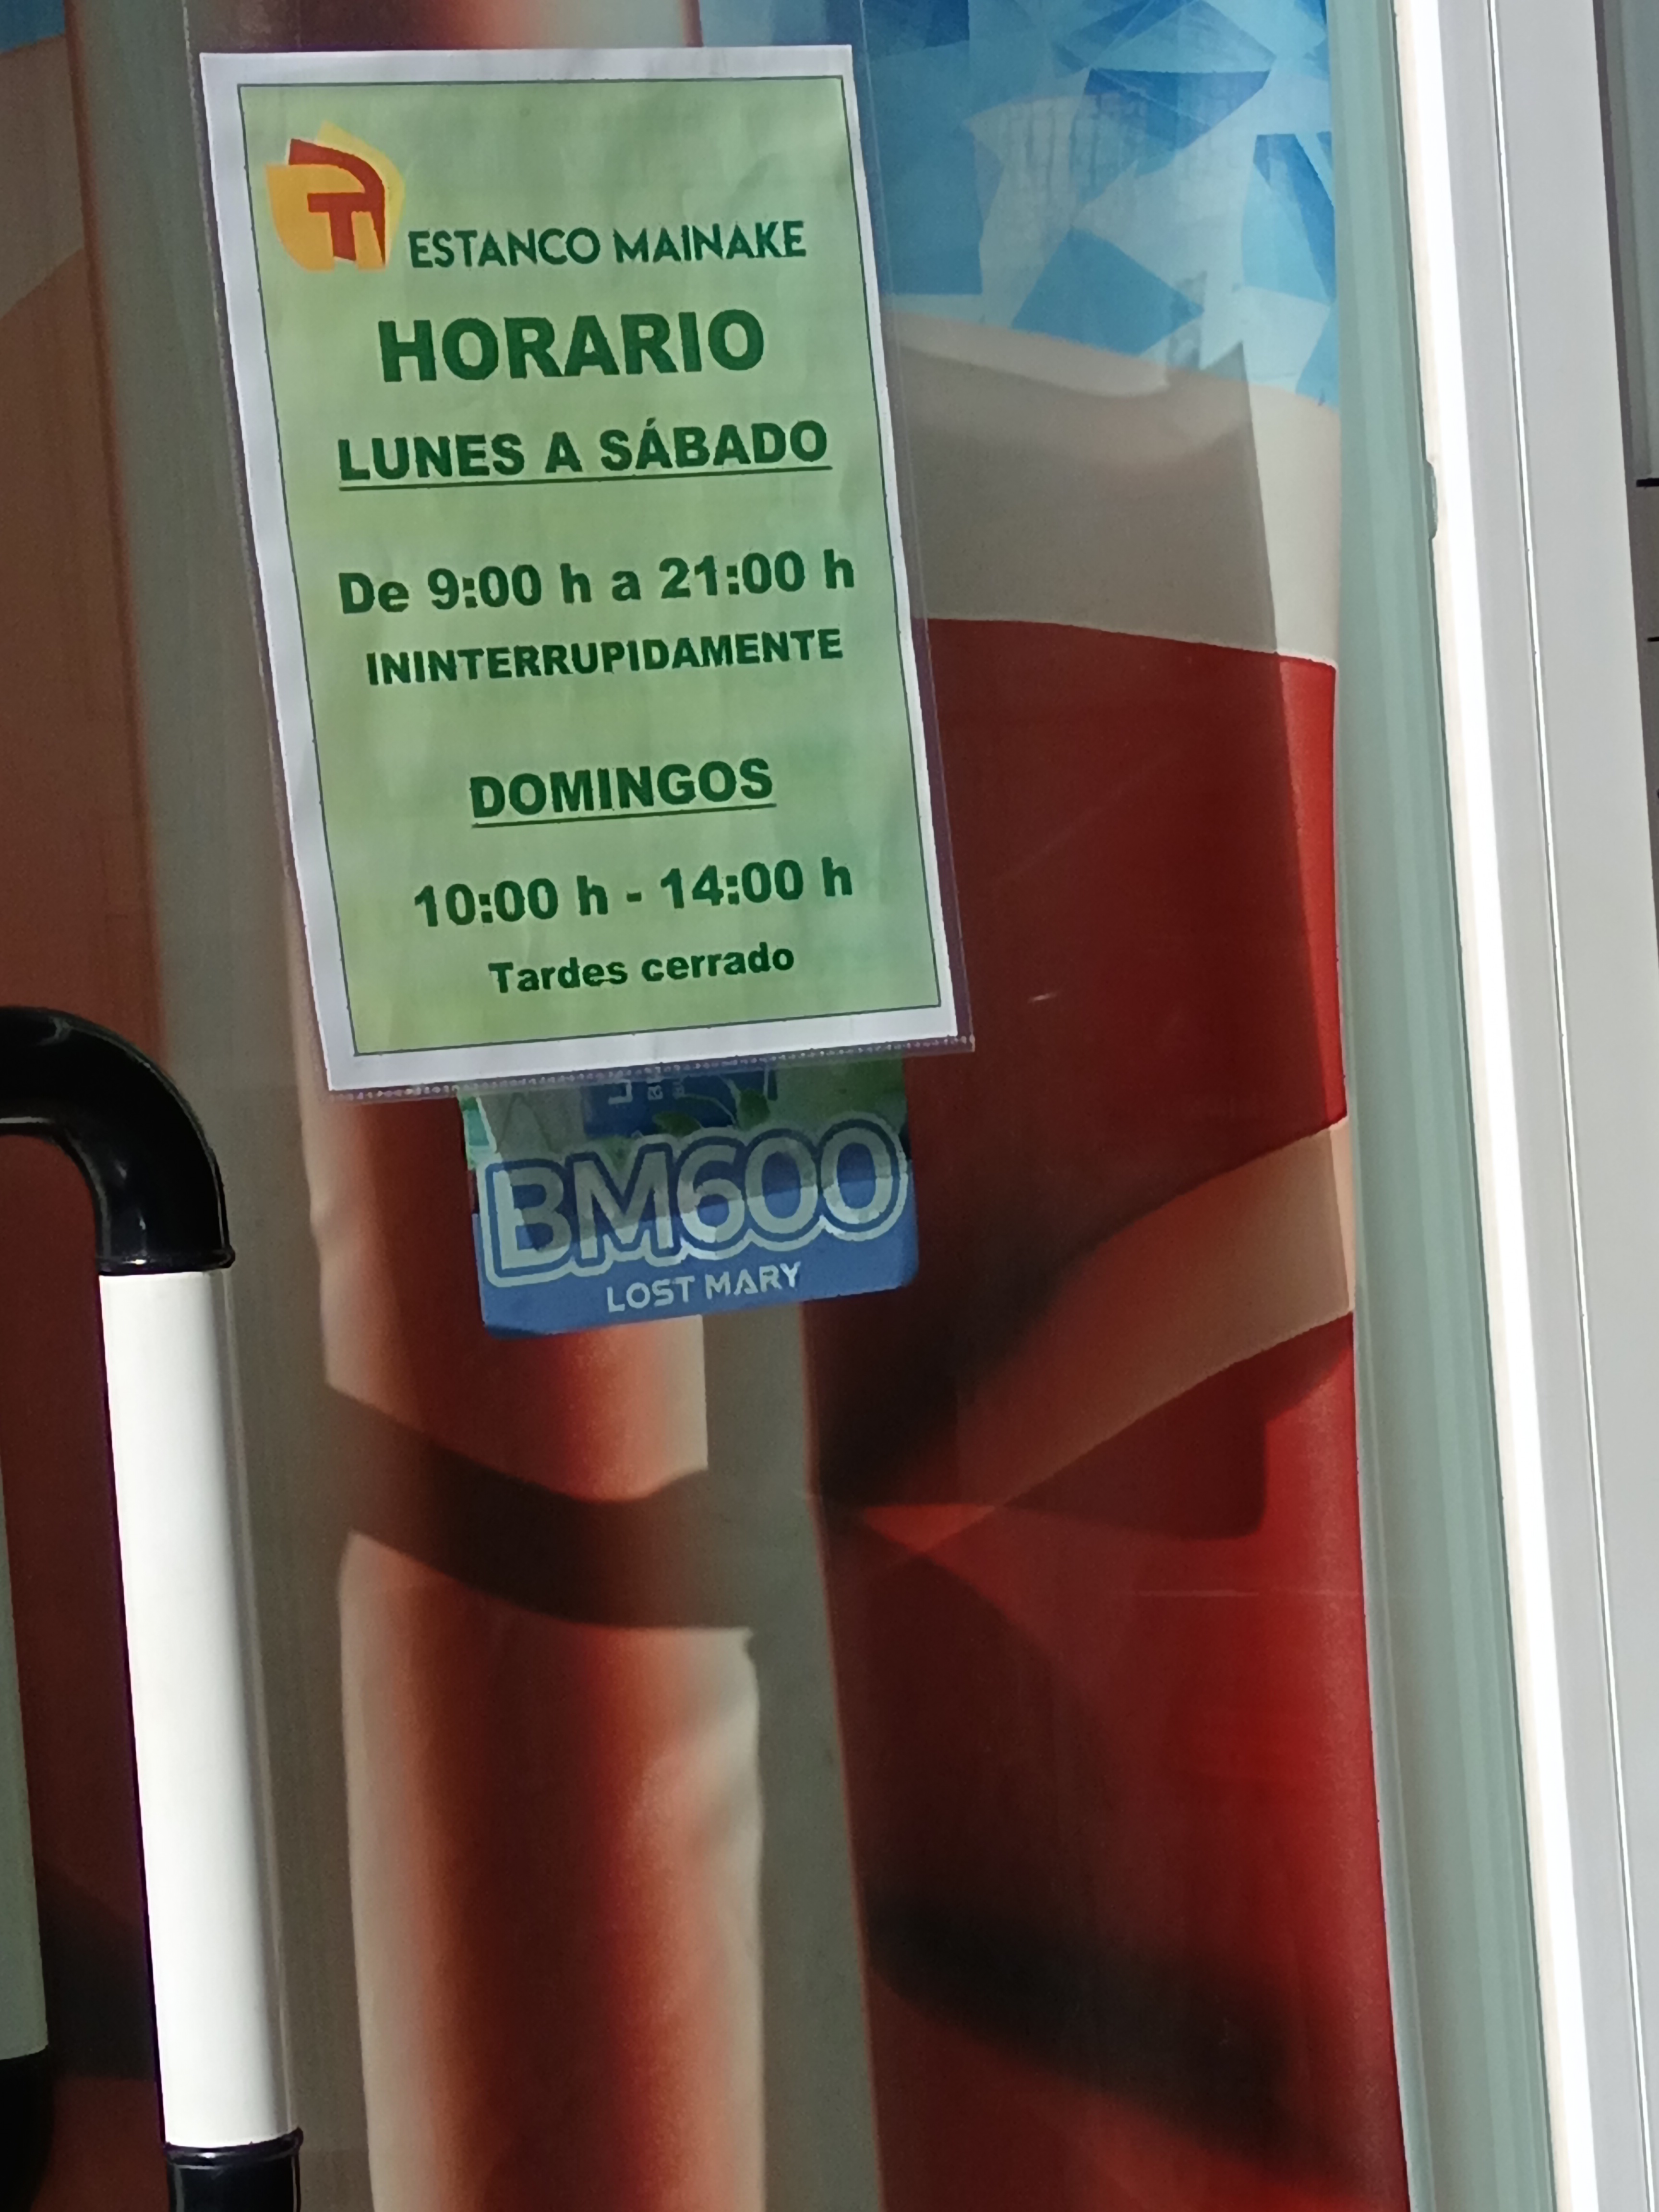 ESTANCO MAINAKE
HORARIO
LUNES A SÁBADO
De 9:00 h a 21:00 h
ININTERRUPIDAMENTE
DOMINGOS
10:00 h - 14:00 h
Tardes cerrado
BM600
LOST MARY